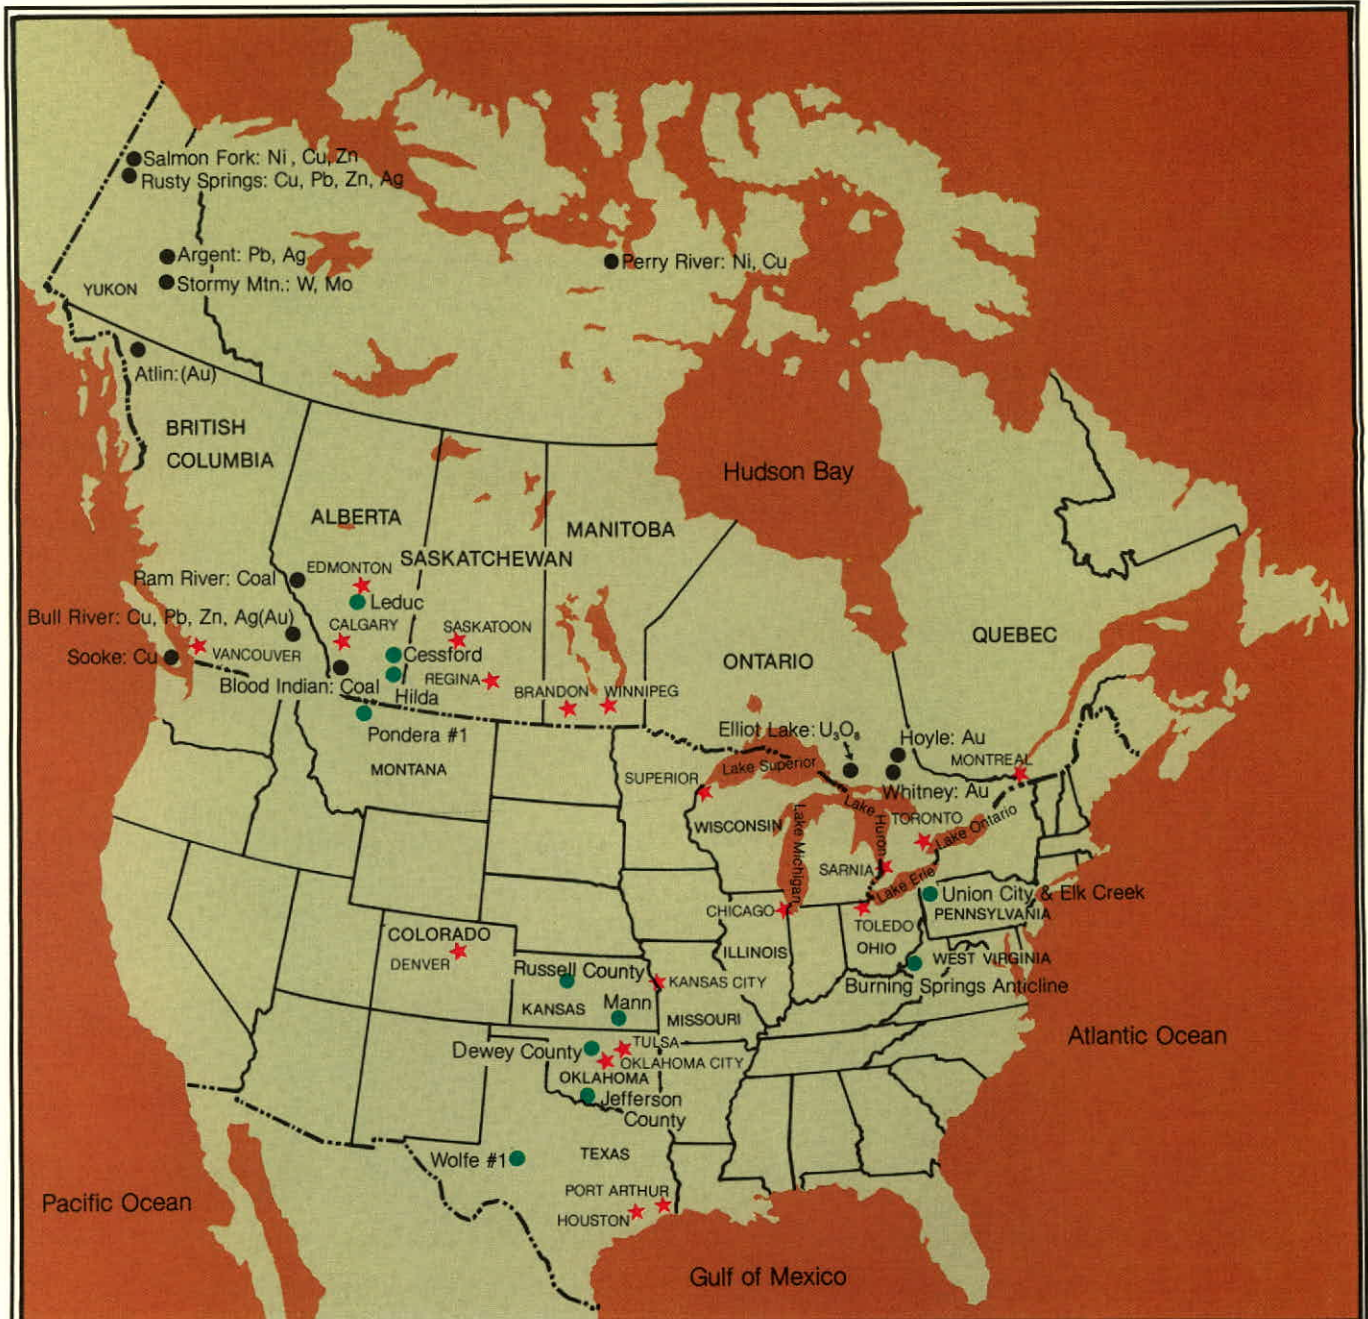 Salmon Fork: Ni, Cu, Zn
Rusty Springs: Cu, Pb, Zn, Ag
Argent: Pb, Ag
Perry River: Ni, Cu
YUKON
Stormy Mtn.: W, Mo
Atlin: (Au)
BRITISH
COLUMBIA
Hudson Bay
ALBERTA
MANITOBA
SASKATCHEWAN
EDMONTON
Ram River: Coal
Leduc
Bull River: Cu, Pb, Zn, Ag(Au)
CALGARY
SASKATOON
QUEBEC
Sooke: Cu
VANCOUVER
Cessford
ONTARIO
REGINA
Blood Indian: Coal
Hilda
BRANDON
WINNIPEG
Pondera #1
Elliot Lake: U₃O₈
Hoyle: Au
MONTREAL
MONTANA
SUPERIOR
Lake Superior
Whitney: Au
WISCONSIN
Lake Michigan
Lake Huron
TORONTO
Lake Ontario
SARNIA
Lake Erie
Union City & Elk Creek
CHICAGO
PENNSYLVANIA
TOLEDO
COLORADO
DENVER
ILLINOIS
OHIO
WEST VIRGINIA
Russell County
KANSAS CITY
Burning Springs Anticline
KANSAS
Mann
MISSOURI
Atlantic Ocean
Dewey County
TULSA
OKLAHOMA CITY
OKLAHOMA
Jefferson
County
Wolfe #1
TEXAS
PORT ARTHUR
Pacific Ocean
HOUSTON
Gulf of Mexico